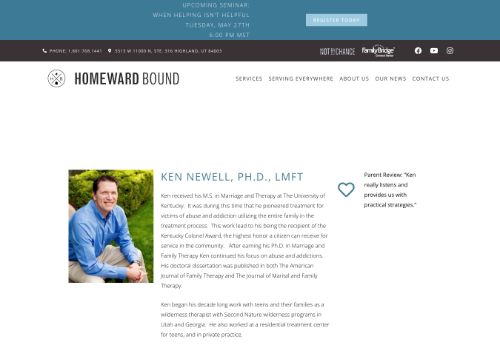 UPCOMING SEMINAR:
WHEN HELPING ISN'T HELPFUL
TUESDAY, MAY 27TH
6:00 PM MST
REGISTER TODAY
PHONE: 1.801.768.1441
5513 W 11000 N, STE. 316 HIGHLAND, UT 84003
NOT BY CHANCE
FamilyBridge
HOMEWARD BOUND
SERVICES SERVING EVERYWHERE ABOUT US OUR NEWS CONTACT US
KEN NEWELL, PH.D., LMFT
Ken received his M.S. in Marriage and Therapy at The University of
Kentucky. It was during this time that he pioneered treatment for
victims of abuse and addiction utilizing the entire family in the
treatment process. This work lead to his being the recipient of the
Kentucky Colonel Award, the highest honor a citizen can receive for
service in the community. After earning his Ph.D. in Marriage and
Family Therapy Ken continued his focus on abuse and addictions.
His doctoral dissertation was published in both The American
Journal of Family Therapy and The Journal of Marital and Family
Therapy.
Ken began his decade long work with teens and their families as a
wilderness therapist with Second Nature wilderness programs in
Utah and Georgia. He also worked at a residential treatment center
for teens, and in private practice.
Parent Review: "Ken
really listens and
provides us with
practical strategies."